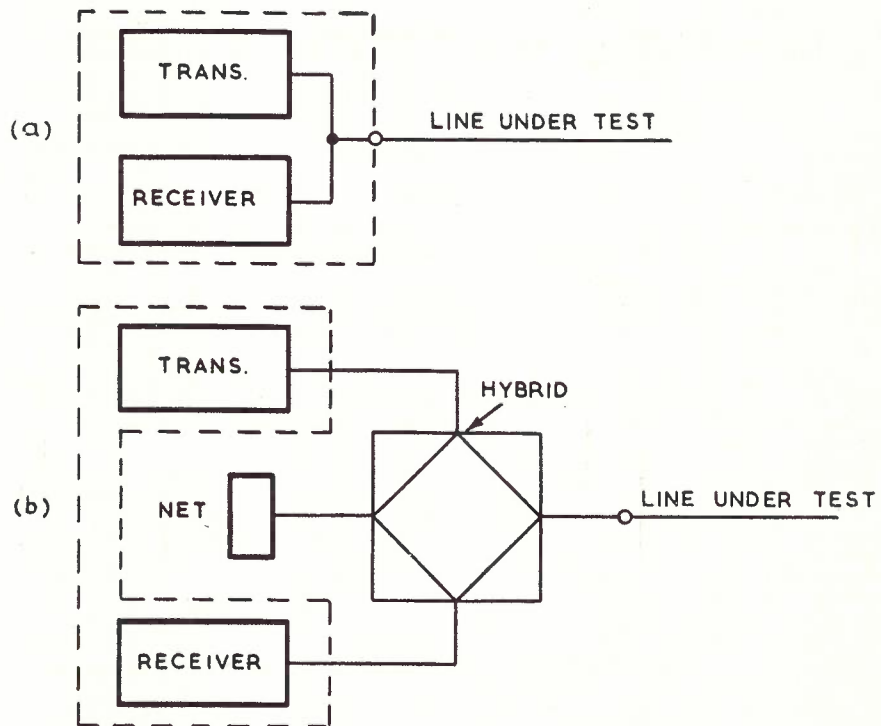 (a)
TRANS.
RECEIVER
LINE UNDER TEST
(b)
TRANS.
HYBRID
NET
LINE UNDER TEST
RECEIVER